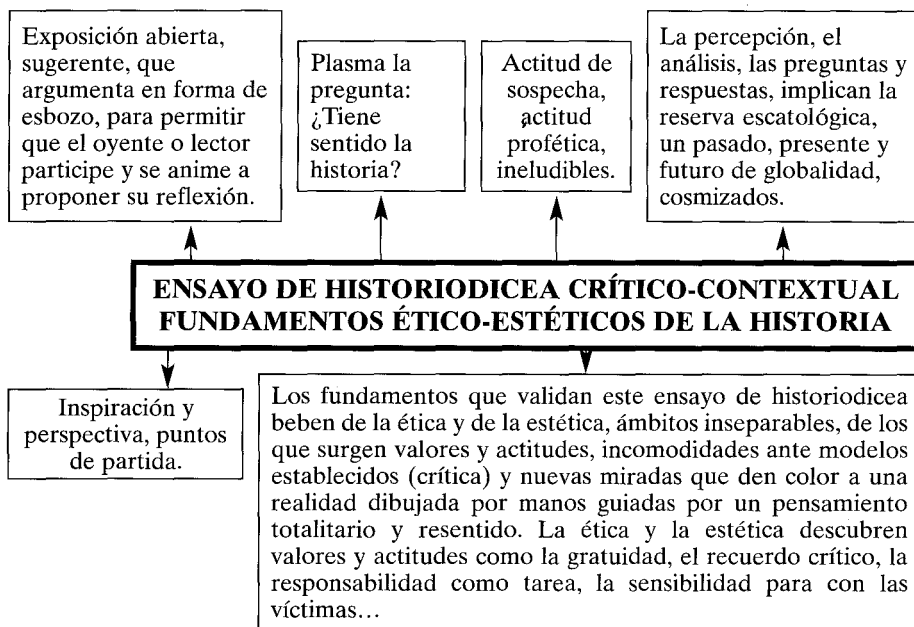 Exposición abierta,
sugerente, que
argumenta en forma de
esbozo, para permitir
que el oyente o lector
participe y se anime a
proponer su reflexión.
Plasma la
pregunta:
¿Tiene
sentido la
historia?
Actitud de
sospecha,
actitud
profética,
ineludibles.
La percepción, el
análisis, las preguntas y
respuestas, implican la
reserva escatológica,
un pasado, presente y
futuro de globalidad,
cosmizados.
ENSAYO DE HISTORIODICEA CRÍTICO-CONTEXTUAL
FUNDAMENTOS ÉTICO-ESTÉTICOS DE LA HISTORIA
Inspiración y
perspectiva, puntos
de partida.
Los fundamentos que validan este ensayo de historiodicea
beben de la ética y de la estética, ámbitos inseparables, de los
que surgen valores y actitudes, incomodidades ante modelos
establecidos (crítica) y nuevas miradas que den color a una
realidad dibujada por manos guiadas por un pensamiento
totalitario y resentido. La ética y la estética descubren
valores y actitudes como la gratuidad, el recuerdo crítico, la
responsabilidad como tarea, la sensibilidad para con las
víctimas…